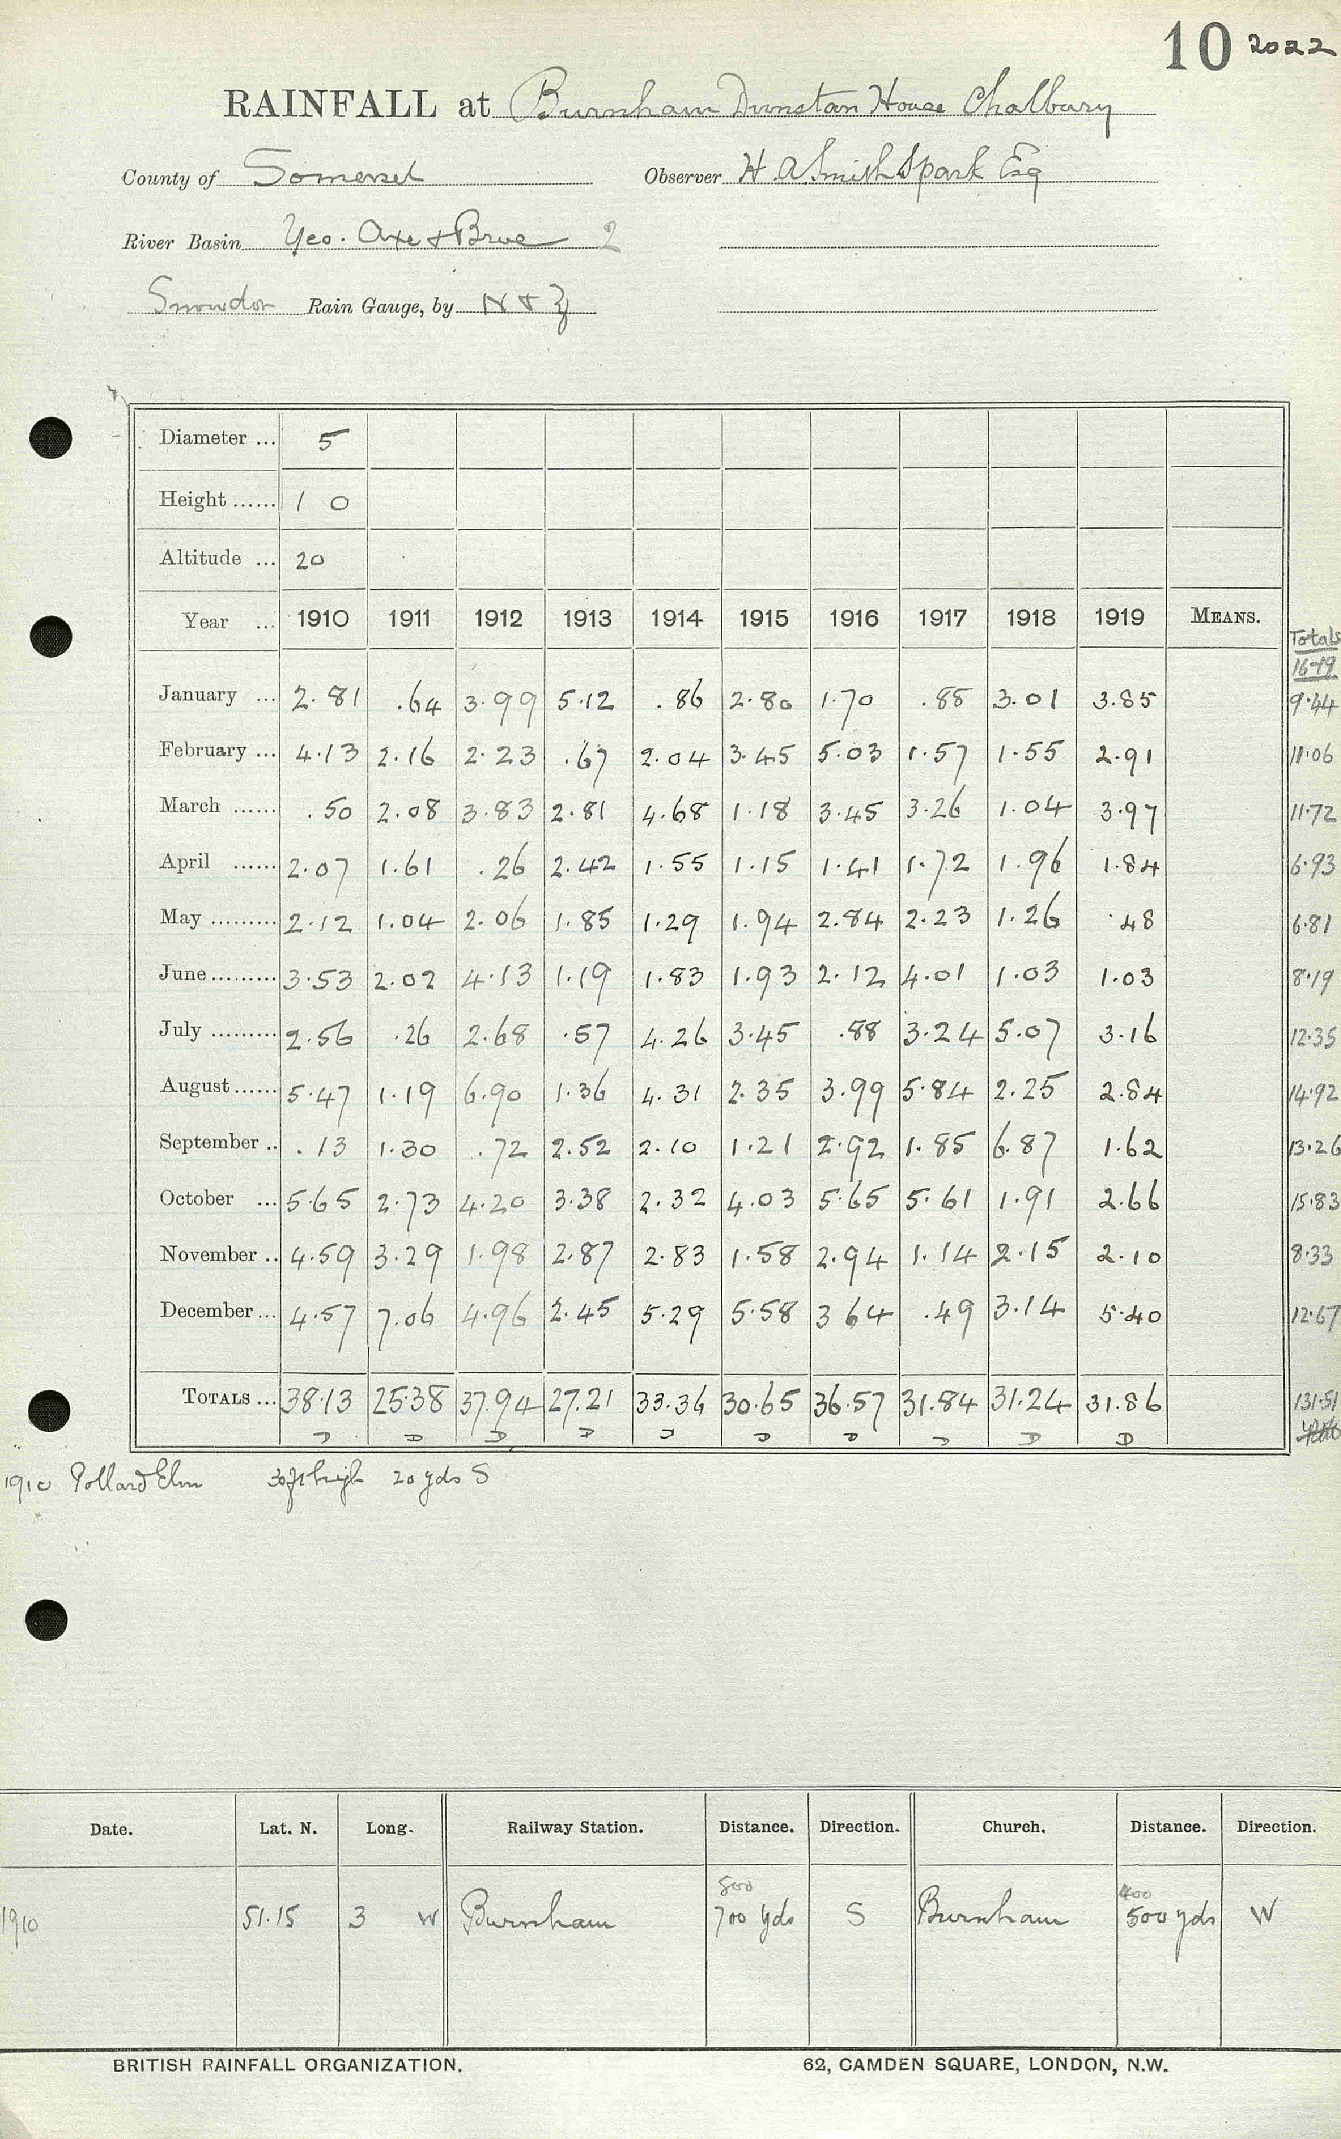 10 2022
RAINFALL at Burnham Dunstan House Chalbury
County of Somerset Observer H. A Smith Spark Esq
River Basin Yeo. Axe & Brue 2
Snowdon Rain Gauge, by N & Z
Diameter ... 5
Height ...... 1 0
Altitude ... 20
Year ... 1910 1911 1912 1913 1914 1915 1916 1917 1918 1919 MEANS. Totals
16-19
January ... 2.81 .64 3.99 5.12 .86 2.80 1.70 .88 3.01 3.85 9.44
February ... 4.13 2.16 2.23 .67 2.04 3.45 5.03 1.57 1.55 2.91 11.06
March ...... .50 2.08 3.83 2.81 4.68 1.18 3.45 3.26 1.04 3.97 11.72
April ...... 2.07 1.61 .26 2.42 1.55 1.15 1.41 1.72 1.96 1.84 6.93
May ......... 2.12 1.04 2.06 1.85 1.29 1.94 2.84 2.23 1.26 .48 6.81
June ......... 3.53 2.02 4.13 1.19 1.83 1.93 2.12 4.01 1.03 1.03 8.19
July ......... 2.56 .26 2.68 .57 4.26 3.45 .88 3.24 5.07 3.16 12.35
August ...... 5.47 1.19 6.90 1.36 4.31 2.35 3.99 5.84 2.25 2.84 14.92
September .. .13 1.30 .72 2.52 2.10 1.21 2.92 1.85 6.87 1.62 13.26
October ... 5.65 2.73 4.20 3.38 2.32 4.03 5.65 5.61 1.91 2.66 15.83
November .. 4.59 3.29 1.98 2.87 2.83 1.58 2.94 1.14 2.15 2.10 8.33
December ... 4.57 7.06 4.96 2.45 5.29 5.58 3 64 .49 3.14 5.40 12.67
TOTALS ... 38.13 25.38 37.94 27.21 33.36 30.65 36.57 31.84 31.24 31.86 131.51
D D D D D D D D D D
1910 Pollard Elm 30ft high 20 yds S
Date. Lat. N. Long. Railway Station. Distance. Direction. Church. Distance. Direction.
800 400
1910 51.15 3 W Burnham 700 yds S Burnham 500 yds W
BRITISH RAINFALL ORGANIZATION. 62, CAMDEN SQUARE, LONDON, N.W.